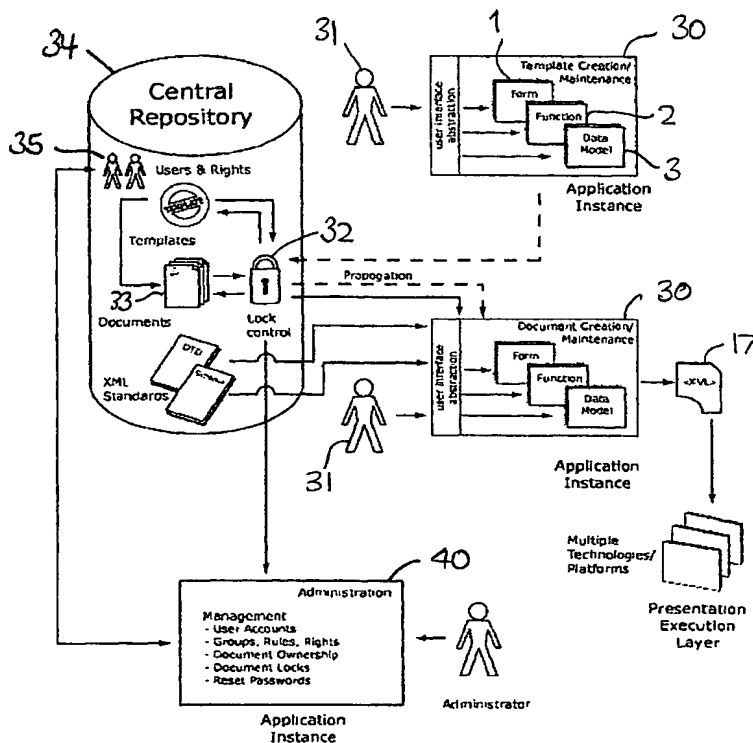 34
Central
Repository
35
Users & Rights
TEMPLATE
Templates
32
33
Documents
Lock
control
DTD
Schema
XML
Standards
31
1
30
Template Creation/
Maintenance
user interface
abstraction
Form
Function
2
Data
Model
3
Application
Instance
Propogation
30
Document Creation/
Maintenance
user interface
abstraction
Form
Function
Data
Model
17
<XML>
31
Application
Instance
Multiple
Technologies/
Platforms
Presentation
Execution
Layer
40
Administration
Management
- User Accounts
- Groups, Rules, Rights
- Document Ownership
- Document Locks
- Reset Passwords
Administrator
Application
Instance